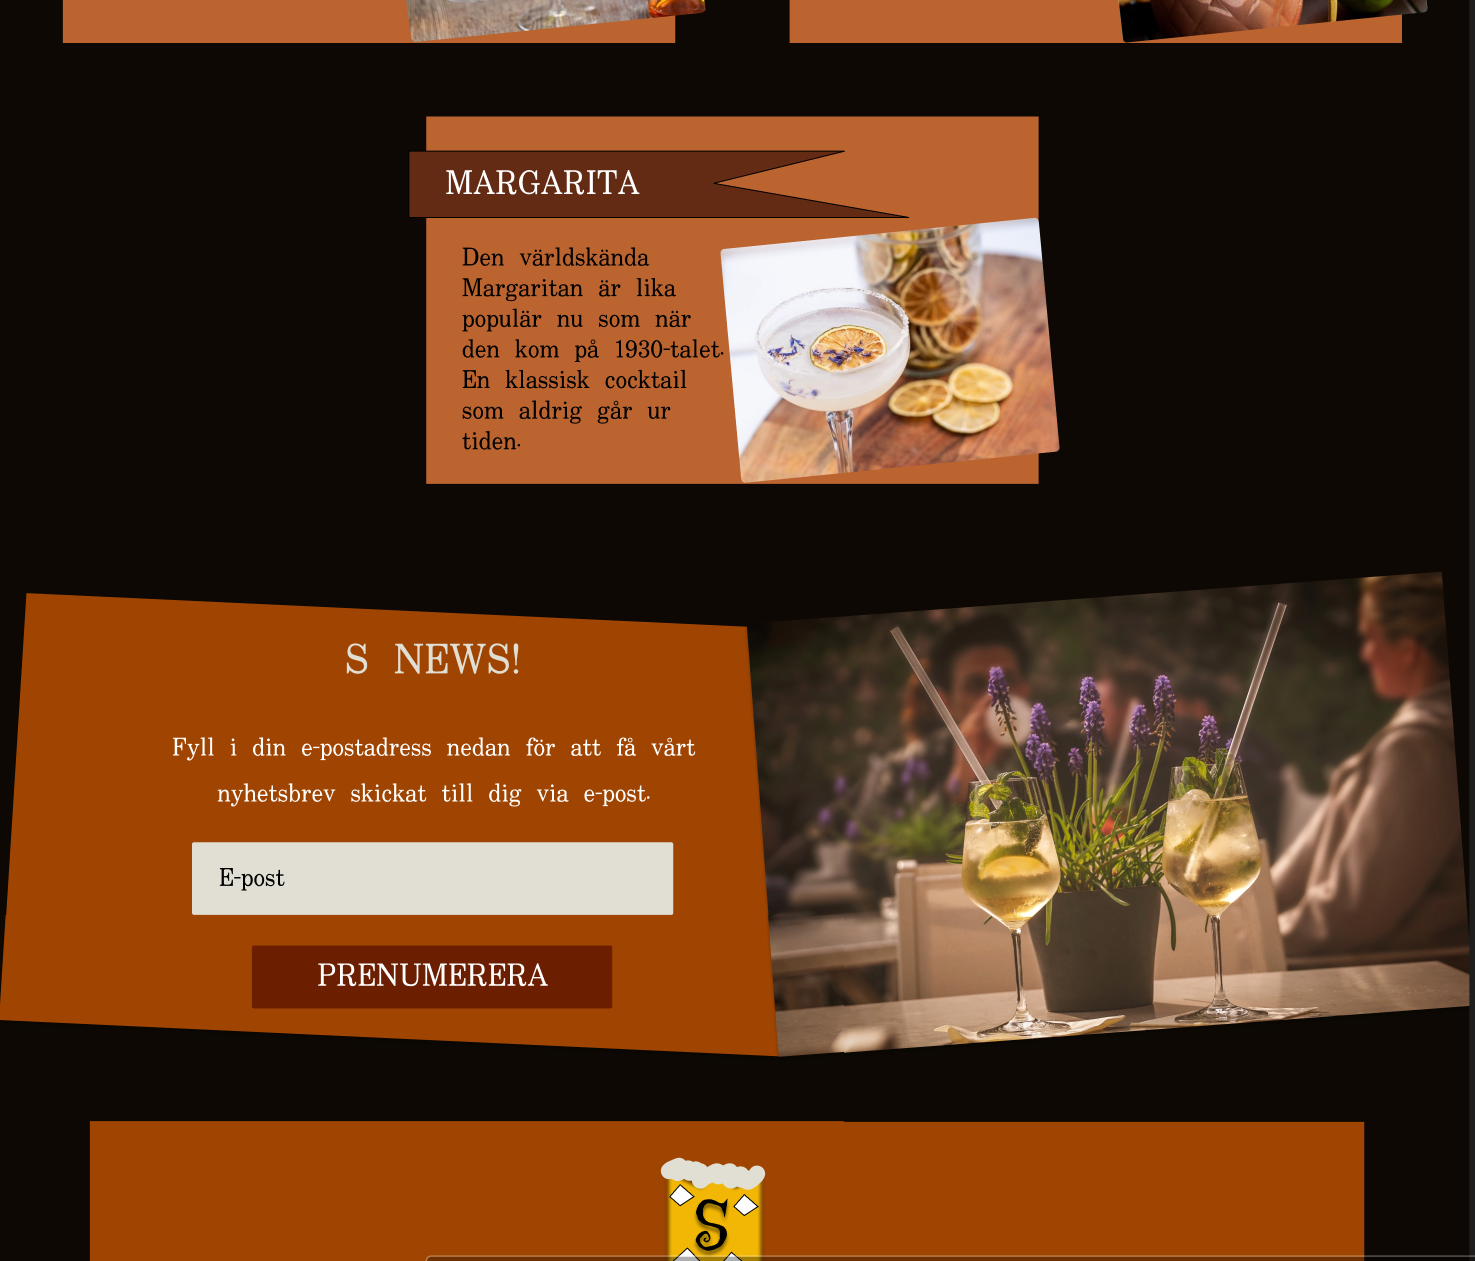 MARGARITA
Den världskända
Margaritan är lika
populär nu som när
den kom på 1930-talet.
En klassisk cocktail
som aldrig går ur
tiden.
S NEWS!
Fyll i din e-postadress nedan för att få vårt
nyhetsbrev skickat till dig via e-post.
E-post
PRENUMERERA
S